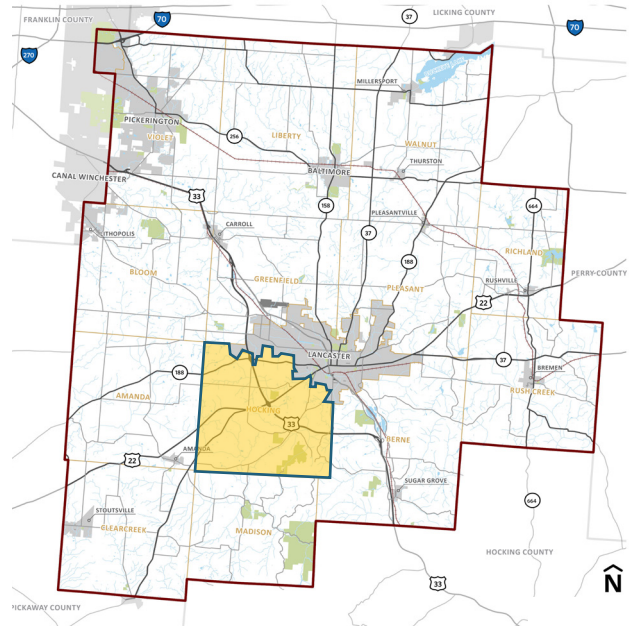 FRANKLIN COUNTY
70
37
LICKING COUNTY
70
270
MILLERSPORT
PICKERINGTON
VIOLET
256
LIBERTY
WALNUT
BALTIMORE
THURSTON
CANAL WINCHESTER
33
158
PLEASANTVILLE
664
CARROLL
37
LITHOPOLIS
RICHLAND
188
BLOOM
GREENFIELD
PLEASANT
RUSHVILLE
PERRY COUNTY
22
LANCASTER
37
188
BREMEN
AMANDA
RUSH CREEK
HOCKING
33
BERNE
AMANDA
22
SUGAR GROVE
664
STOUTSVILLE
CLEARCREEK
MADISON
HOCKING COUNTY
33
N
PICKAWAY COUNTY